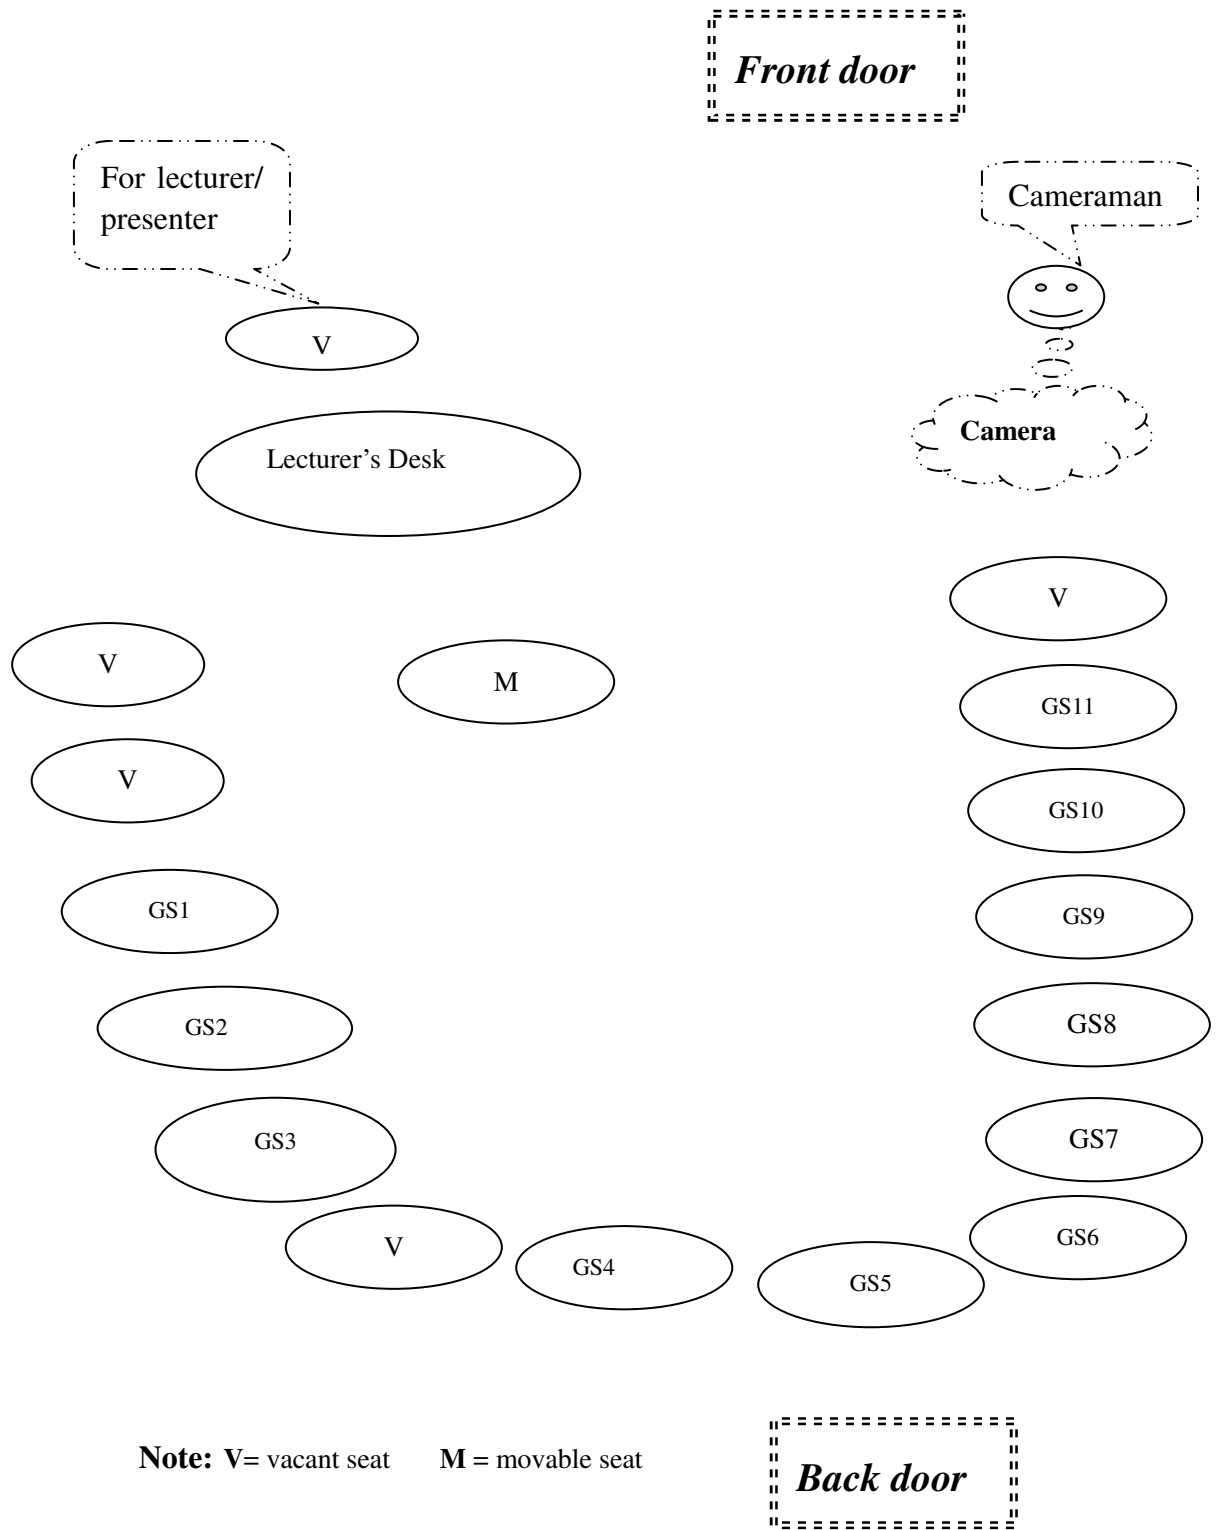 Front door
For lecturer/
presenter
Cameraman
V
Camera
Lecturer’s Desk
V
V
M
GS11
V
GS10
GS1
GS9
GS2
GS8
GS3
GS7
V
GS4
GS5
GS6
Note: V= vacant seat M = movable seat
Back door